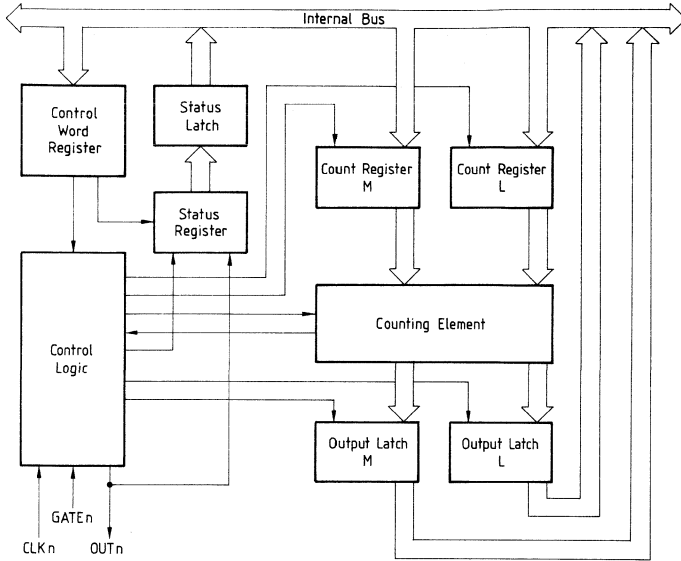 Internal Bus
Control
Word
Register
Status
Latch
Count Register
M
Count Register
L
Status
Register
Control
Logic
Counting Element
Output Latch
M
Output Latch
L
GATEn
CLKn
OUTn